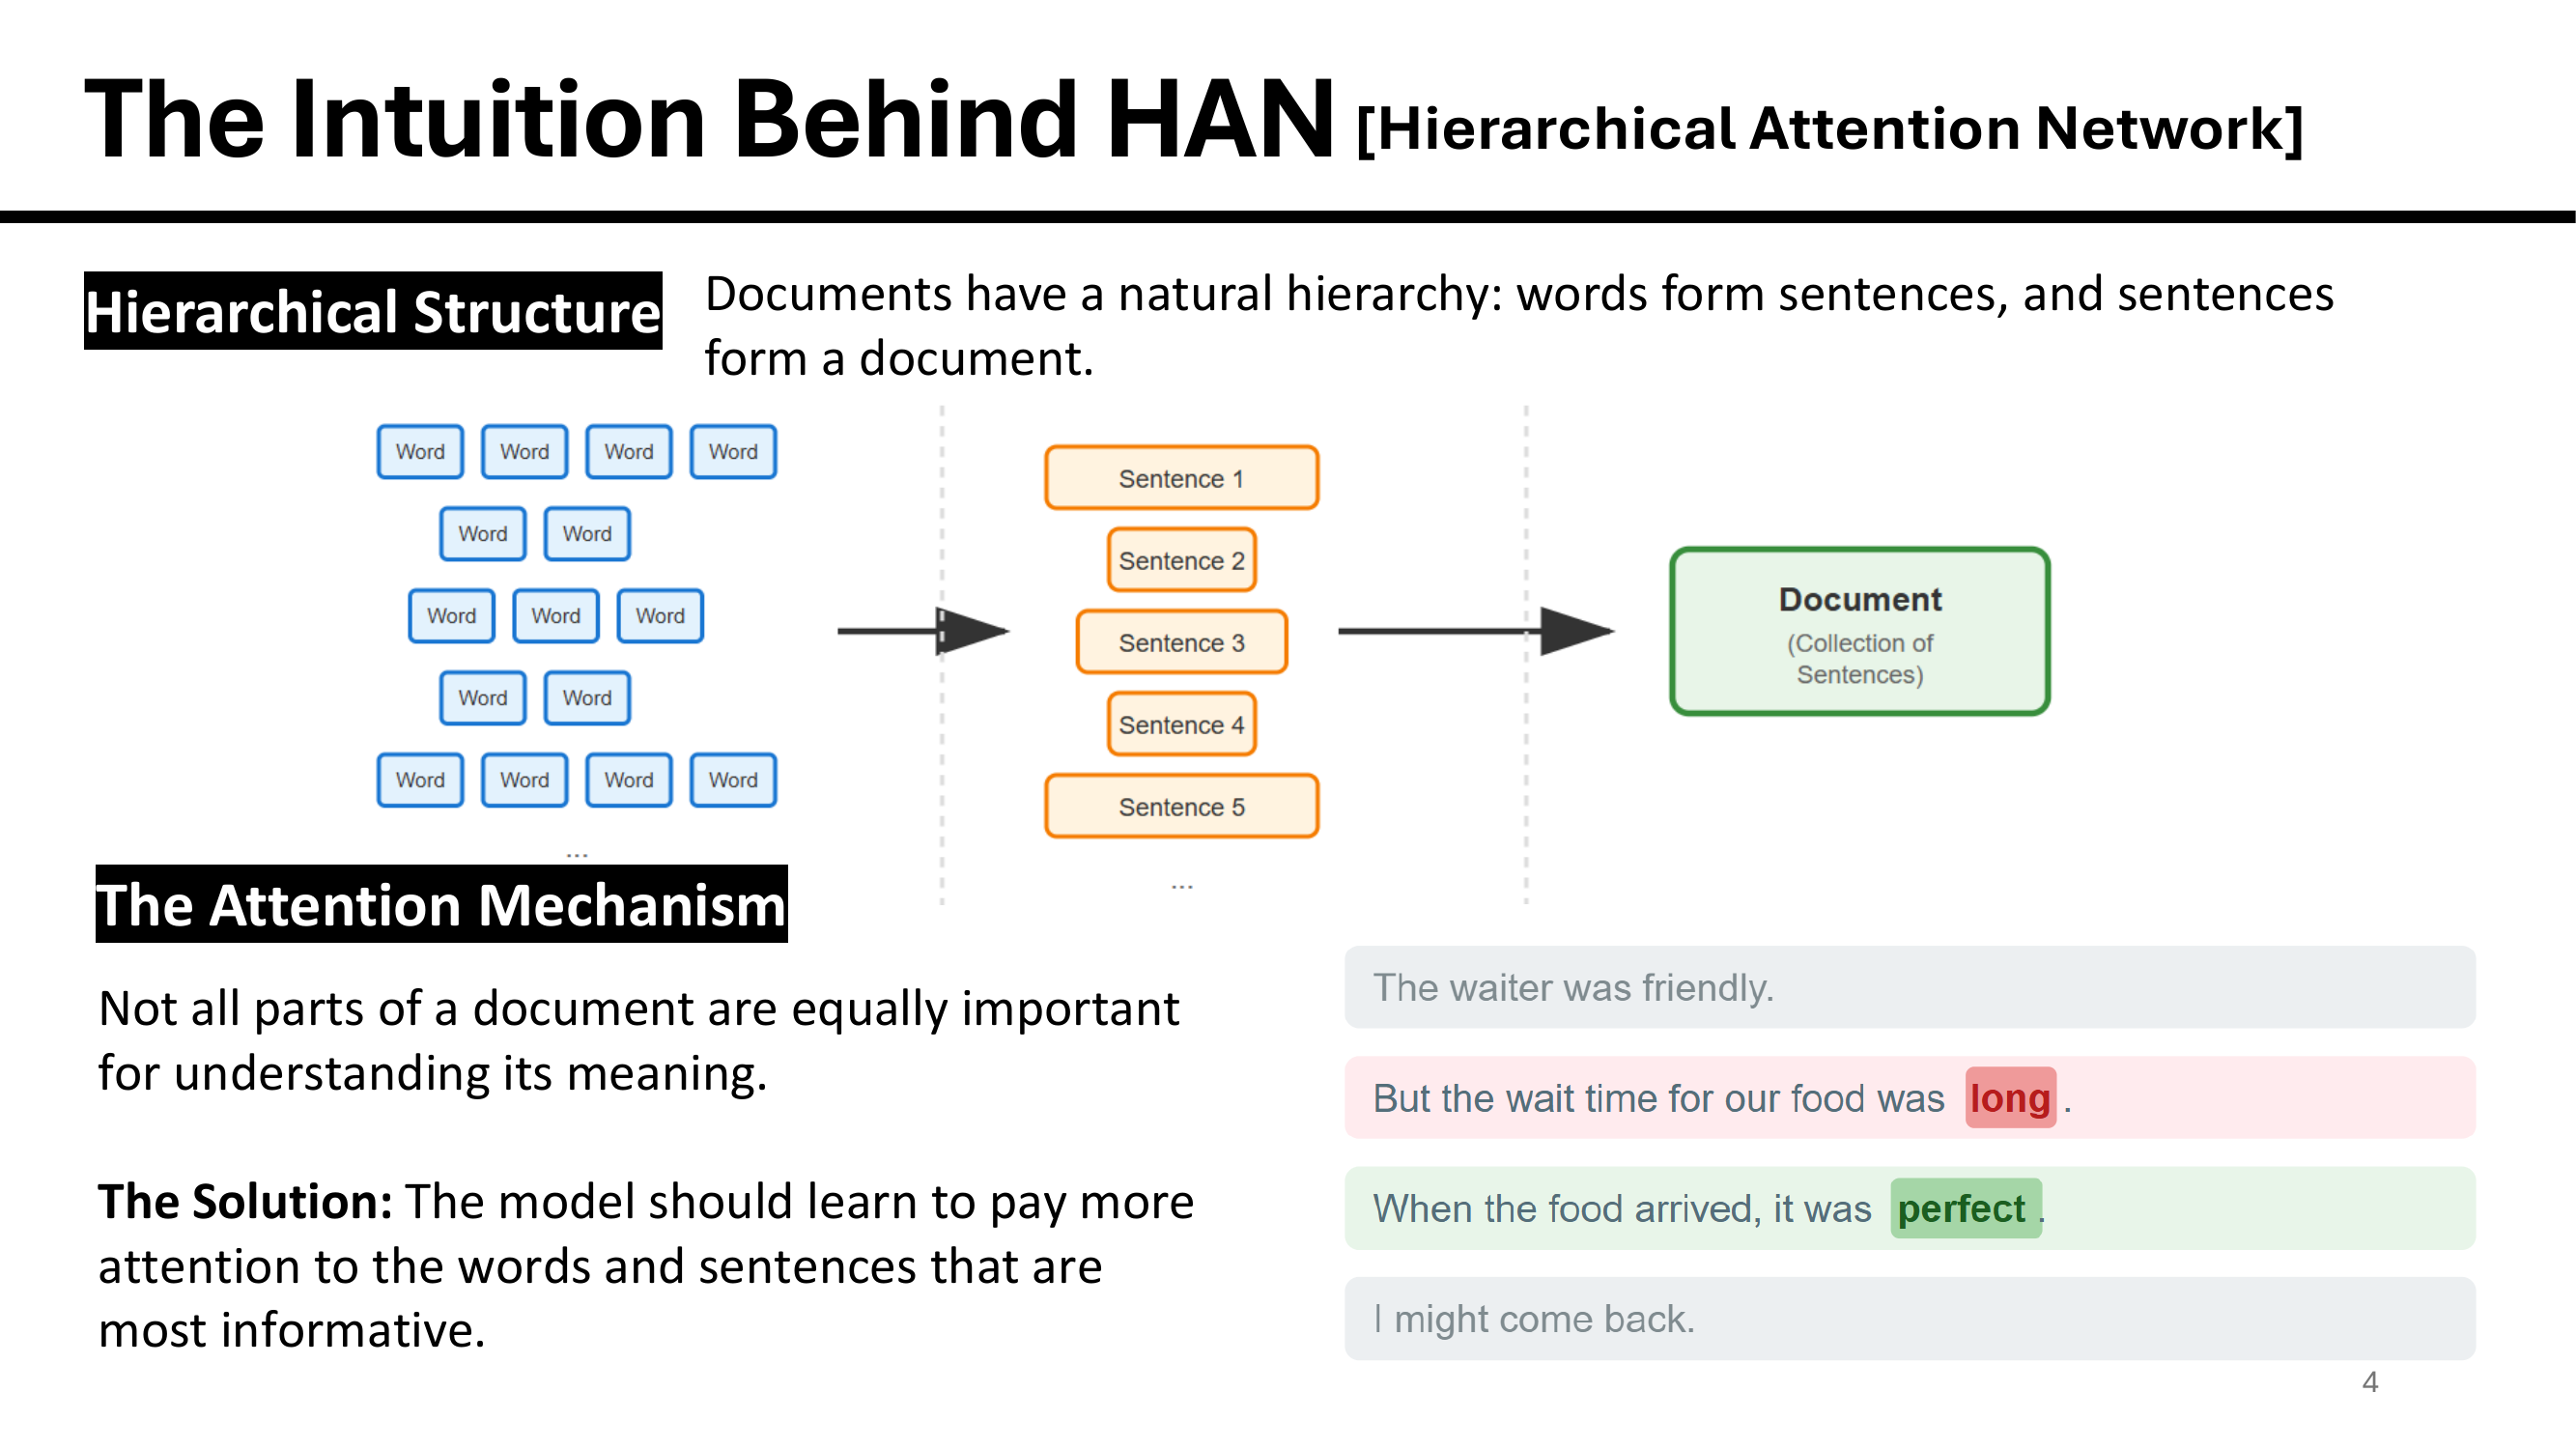 The Intuition Behind HAN [Hierarchical Attention Network]
Hierarchical Structure
Documents have a natural hierarchy: words form sentences, and sentences
form a document.
Word Word Word Word
Word Word
Word Word Word
Word Word
Word Word Word Word
...
Sentence 1
Sentence 2
Sentence 3
Sentence 4
Sentence 5
...
Document
(Collection of
Sentences)
The Attention Mechanism
Not all parts of a document are equally important
for understanding its meaning.
The Solution: The model should learn to pay more
attention to the words and sentences that are
most informative.
The waiter was friendly.
But the wait time for our food was long .
When the food arrived, it was perfect .
I might come back.
4